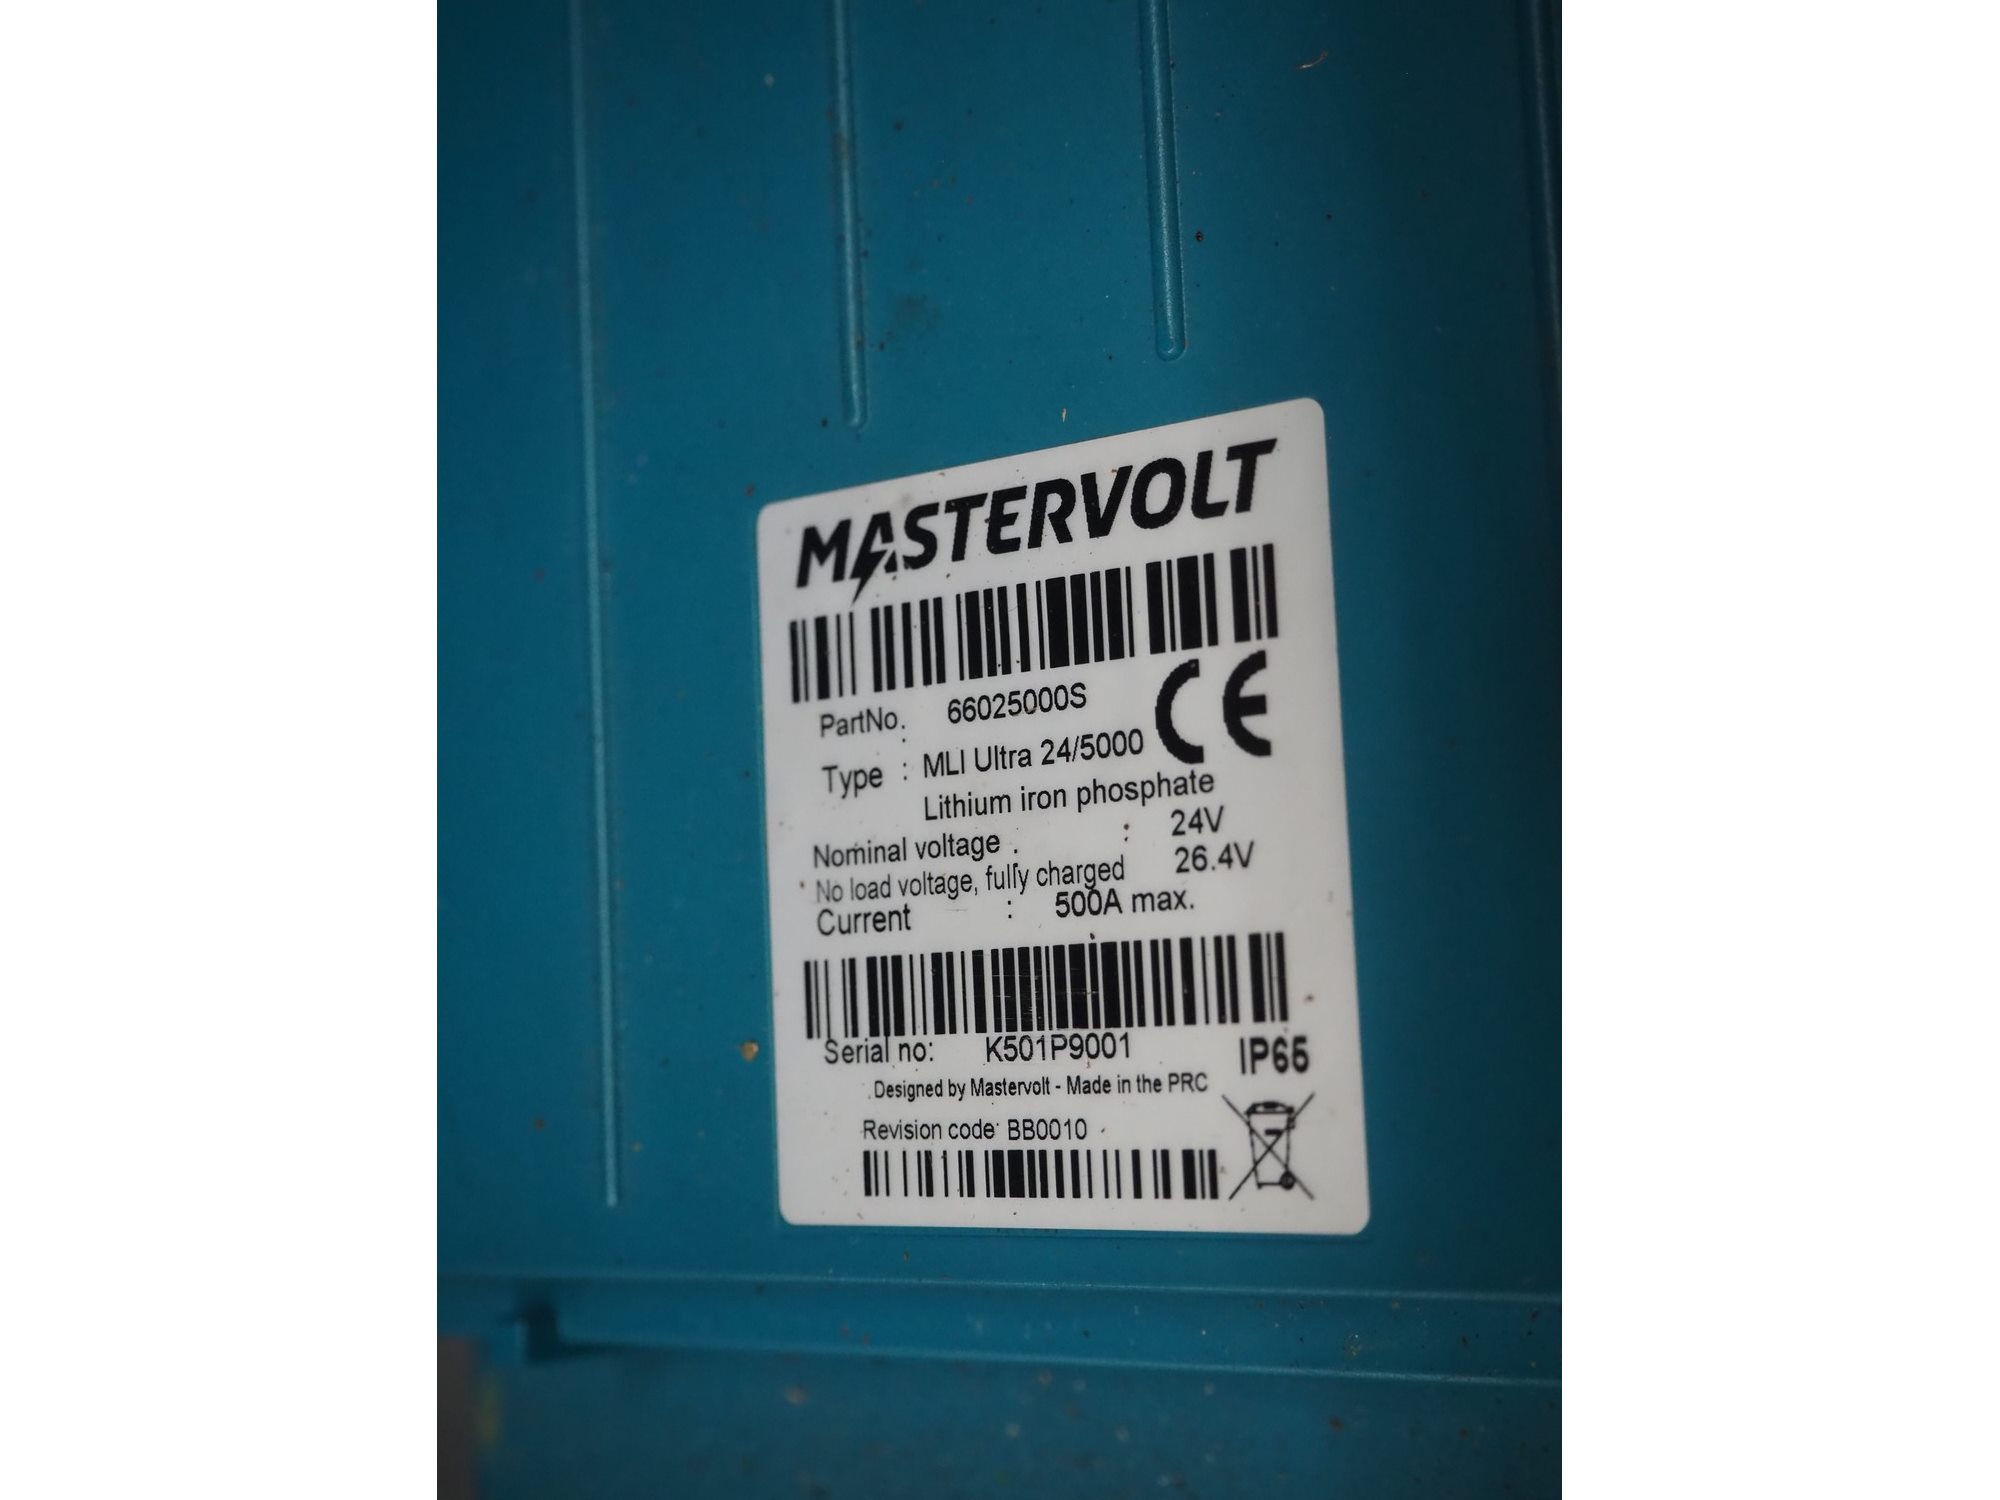 MASTERVOLT
PartNo. : 66025000S
Type : MLI Ultra 24/5000
Lithium iron phosphate
Nominal voltage : 24V
No load voltage, fully charged : 26.4V
Current : 500A max.
Serial no: K501P9001
IP65
Designed by Mastervolt - Made in the PRC
Revision code: BB0010